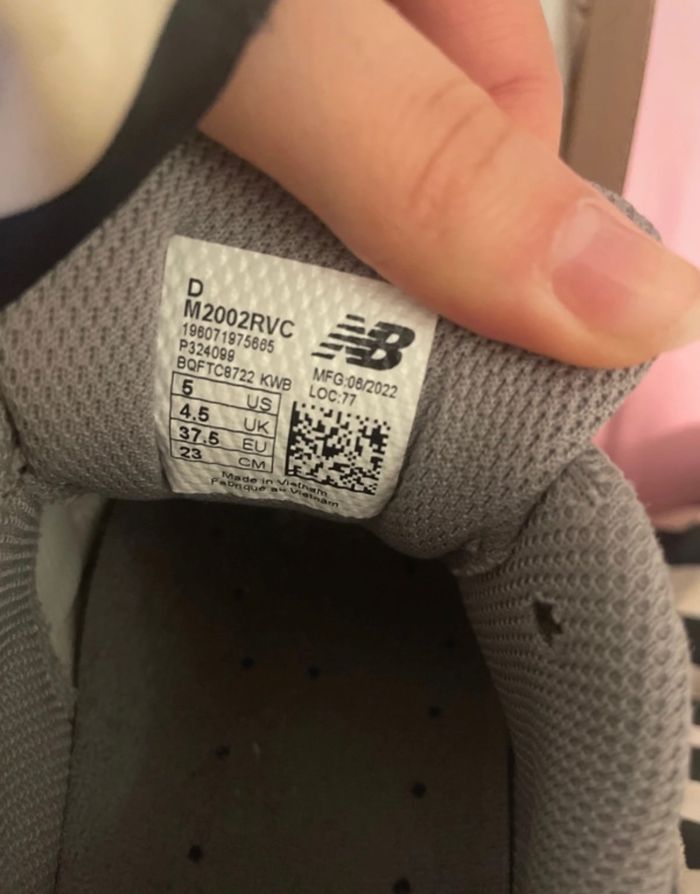 D
M2002RVC
196071975665
P324099
BQFTC8722 KWB
NB
MFG:06/2022
LOC:77
5 US
4.5 UK
37.5 EU
23 CM
Made in Vietnam
Fabriqué au Vietnam